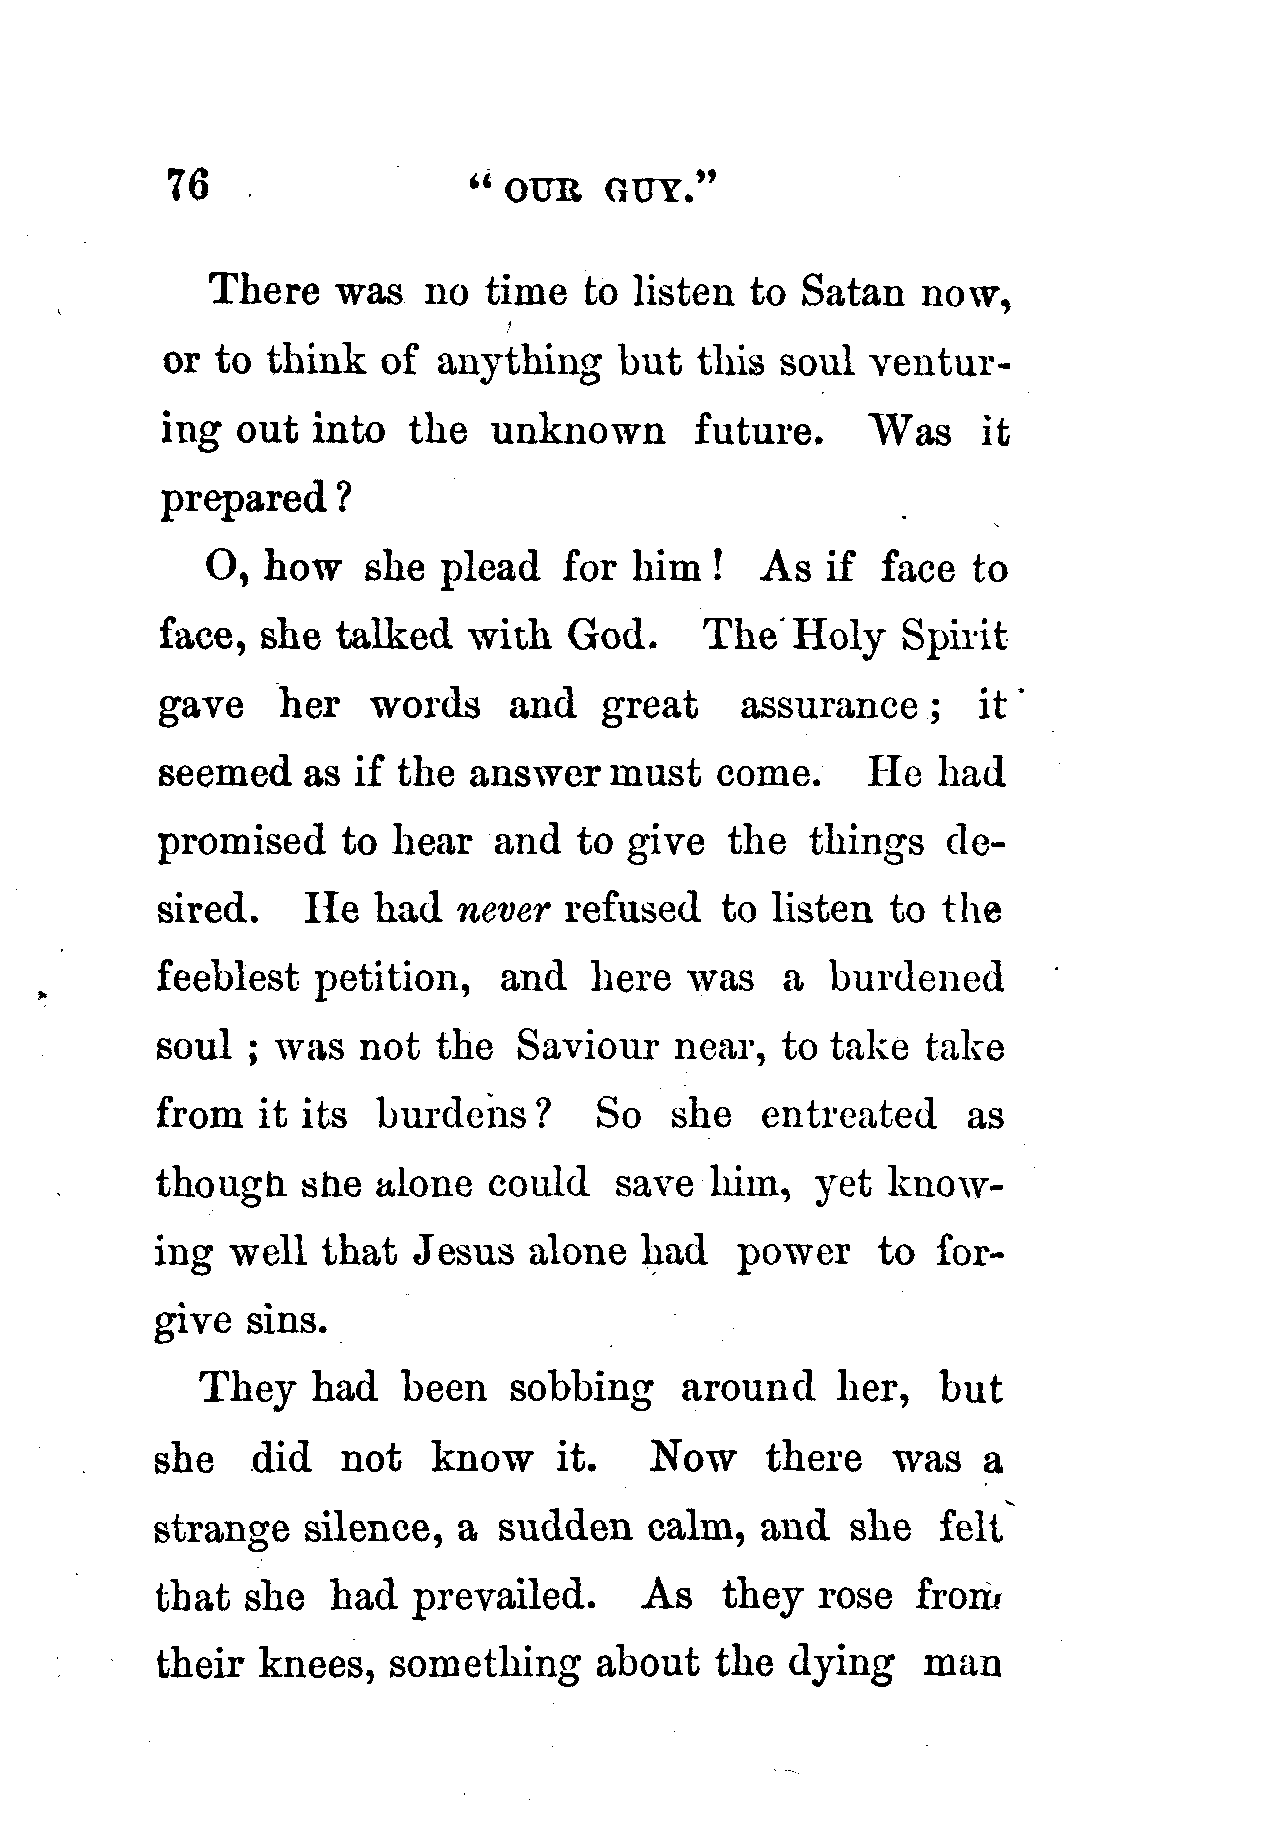 76 “ OUR GUY.”
There was no time to listen to Satan now,
or to think of anything but this soul ventur-
ing out into the unknown future. Was it
prepared ?
O, how she plead for him ! As if face to
face, she talked with God. The Holy Spirit
gave her words and great assurance ; it
seemed as if the answer must come. He had
promised to hear and to give the things de-
sired. He had never refused to listen to the
feeblest petition, and here was a burdened
soul ; was not the Saviour near, to take take
from it its burdens ? So she entreated as
though she alone could save him, yet know-
ing well that Jesus alone had power to for-
give sins.
They had been sobbing around her, but
she did not know it. Now there was a
strange silence, a sudden calm, and she felt
that she had prevailed. As they rose from
their knees, something about the dying man